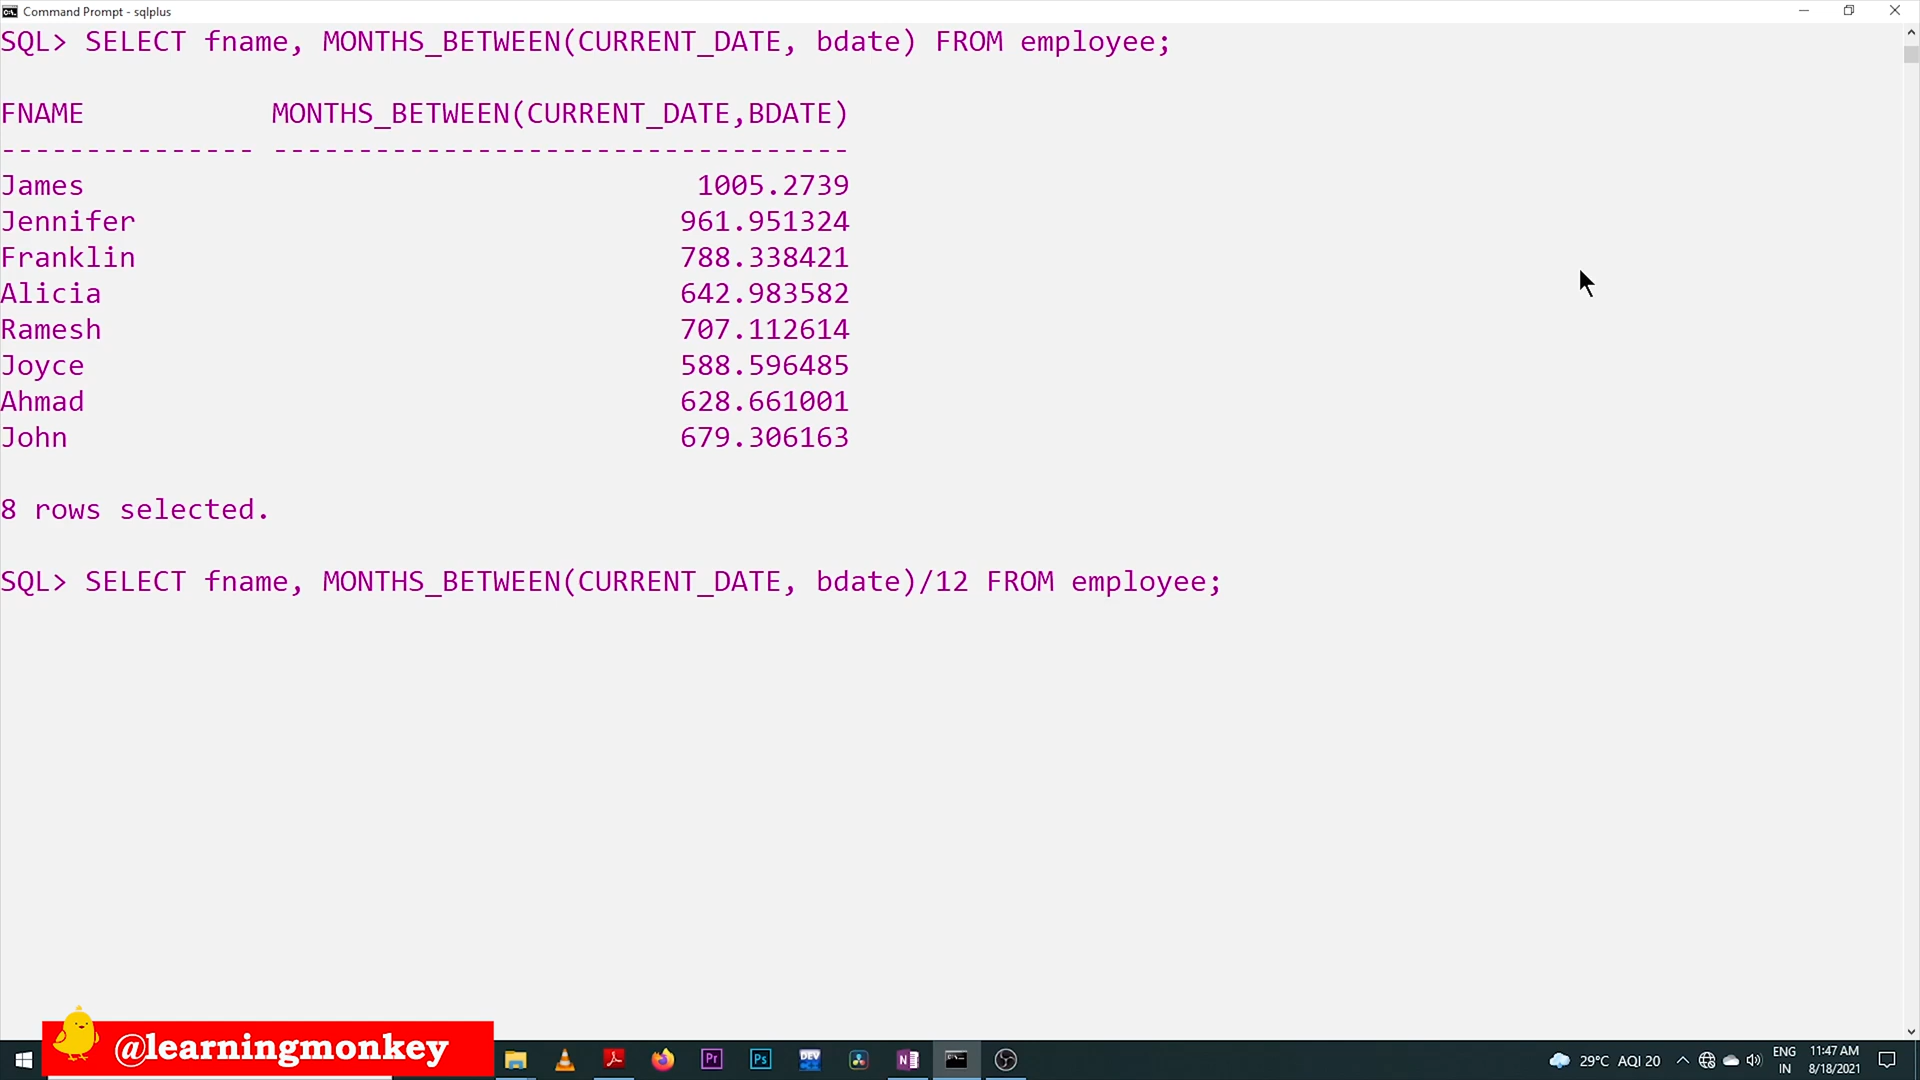 Command Prompt - sqlplus
SQL> SELECT fname, MONTHS_BETWEEN(CURRENT_DATE, bdate) FROM employee;
FNAME MONTHS_BETWEEN(CURRENT_DATE,BDATE)
--------------- ----------------------------------
James 1005.2739
Jennifer 961.951324
Franklin 788.338421
Alicia 642.983582
Ramesh 707.112614
Joyce 588.596485
Ahmad 628.661001
John 679.306163
8 rows selected.
SQL> SELECT fname, MONTHS_BETWEEN(CURRENT_DATE, bdate)/12 FROM employee;
@learningmonkey
Pr
Ps
DEV
N
29°C AQI 20
ENG
IN
11:47 AM
8/18/2021